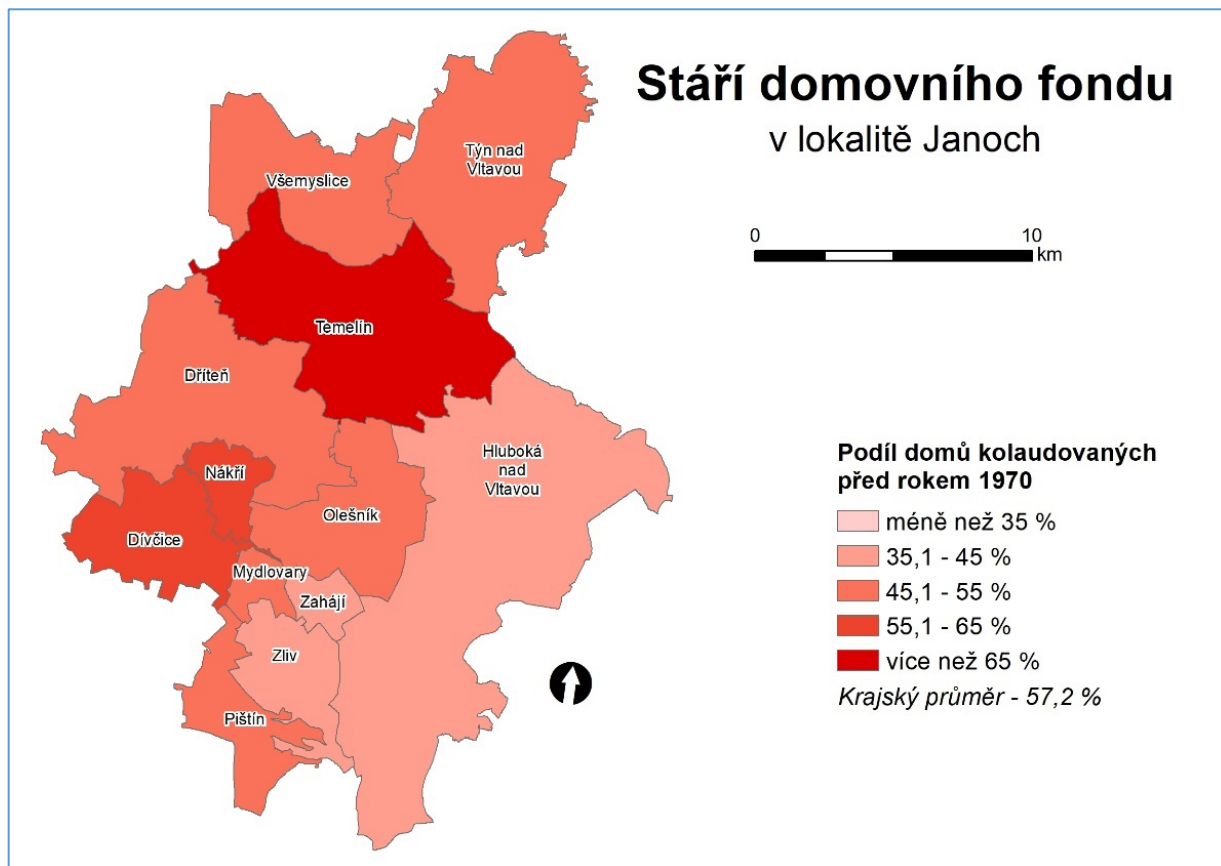 Stáří domovního fondu
v lokalitě Janoch
0 10
km
Týn nad
Vltavou
Všemyslice
Temelín
Dříteň
Hluboká
nad
Vltavou
Nákří
Olešník
Dívčice
Mydlovary
Zahájí
Zliv
Pištín
Podíl domů kolaudovaných
před rokem 1970
méně než 35 %
35,1 - 45 %
45,1 - 55 %
55,1 - 65 %
více než 65 %
Krajský průměr - 57,2 %